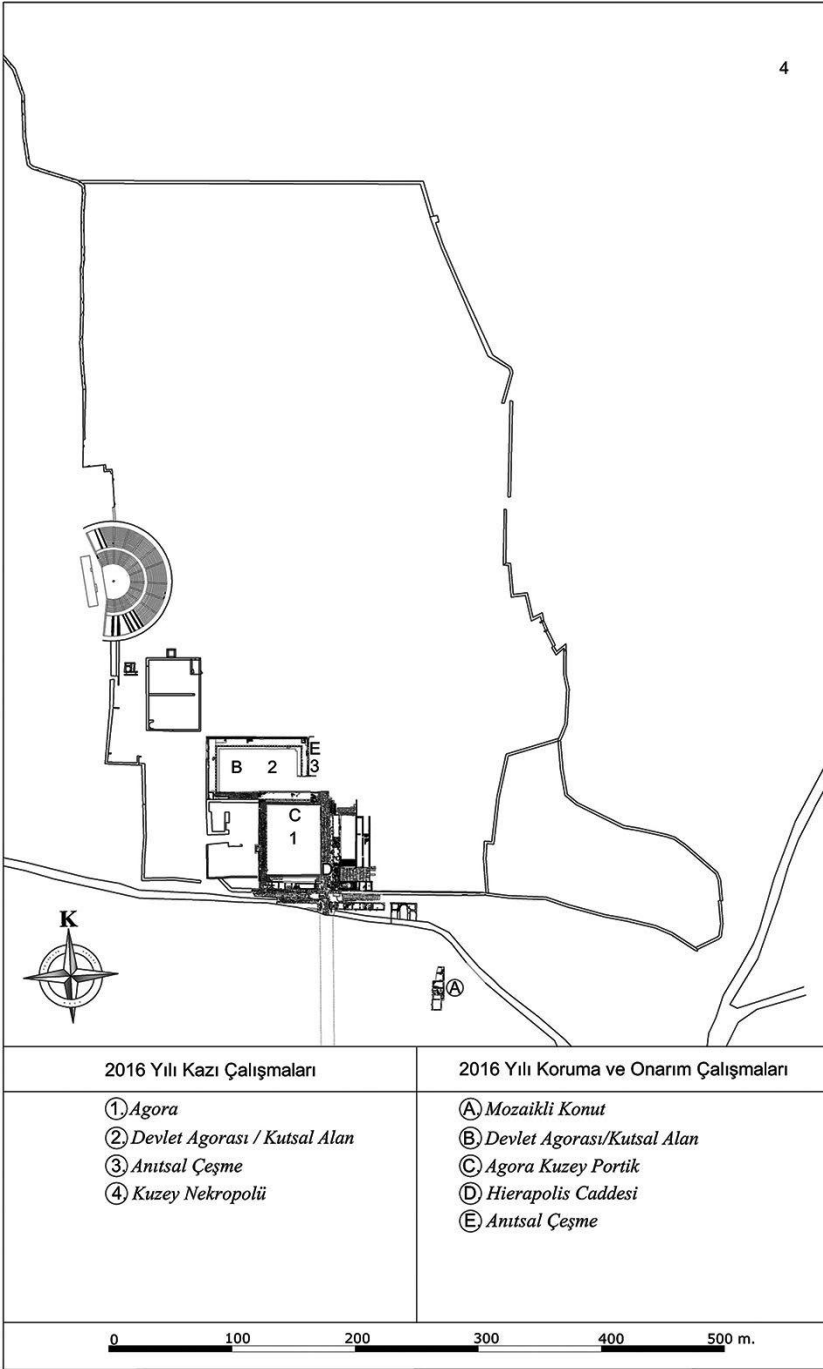 4
E
B 2 3
C
1
D
K
A
2016 Yılı Kazı Çalışmaları
1. Agora
2. Devlet Agorası / Kutsal Alan
3. Anıtsal Çeşme
4. Kuzey Nekropolü
2016 Yılı Koruma ve Onarım Çalışmaları
A. Mozaikli Konut
B. Devlet Agorası/Kutsal Alan
C. Agora Kuzey Portik
D. Hierapolis Caddesi
E. Anıtsal Çeşme
0 100 200 300 400 500 m.